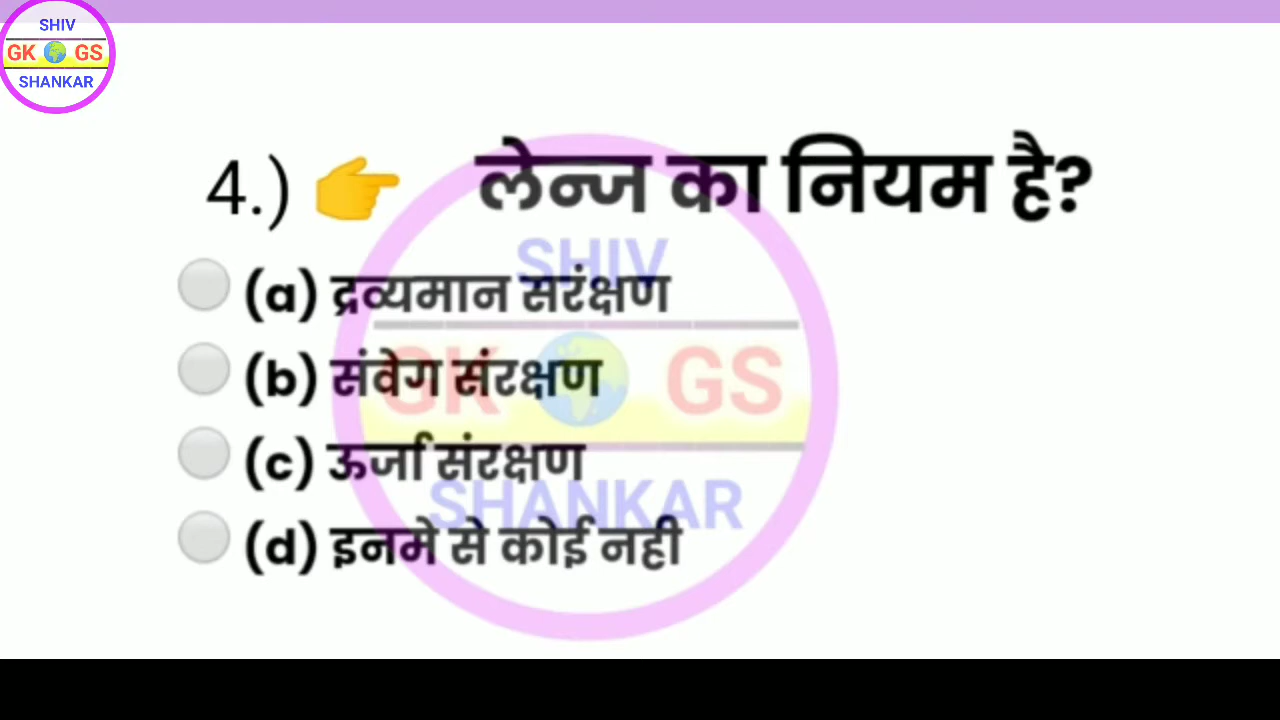 SHIV
GK GS
SHANKAR
4.) 👉 लेन्ज का नियम है?
(a) द्रव्यमान सरंक्षण
(b) संवेग संरक्षण
(c) ऊर्जा संरक्षण
(d) इनमे से कोई नही
SHIV
GK GS
SHANKAR